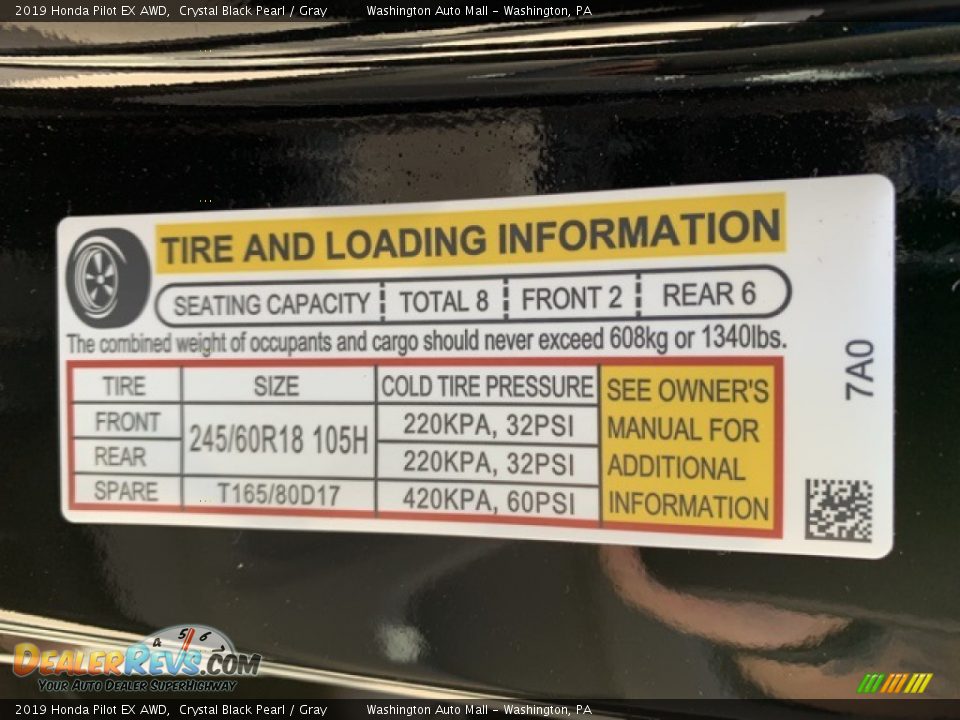 2019 Honda Pilot EX AWD, Crystal Black Pearl / Gray Washington Auto Mall - Washington, PA
TIRE AND LOADING INFORMATION
SEATING CAPACITY TOTAL 8 FRONT 2 REAR 6
The combined weight of occupants and cargo should never exceed 608kg or 1340lbs.
TIRE SIZE COLD TIRE PRESSURE
FRONT 245/60R18 105H 220KPA, 32PSI
REAR 220KPA, 32PSI
SPARE T165/80D17 420KPA, 60PSI
SEE OWNER'S
MANUAL FOR
ADDITIONAL
INFORMATION
7A0
4 5 6
DEALERREVS.COM
YOUR AUTO DEALER SUPERHIGHWAY
2019 Honda Pilot EX AWD, Crystal Black Pearl / Gray Washington Auto Mall - Washington, PA